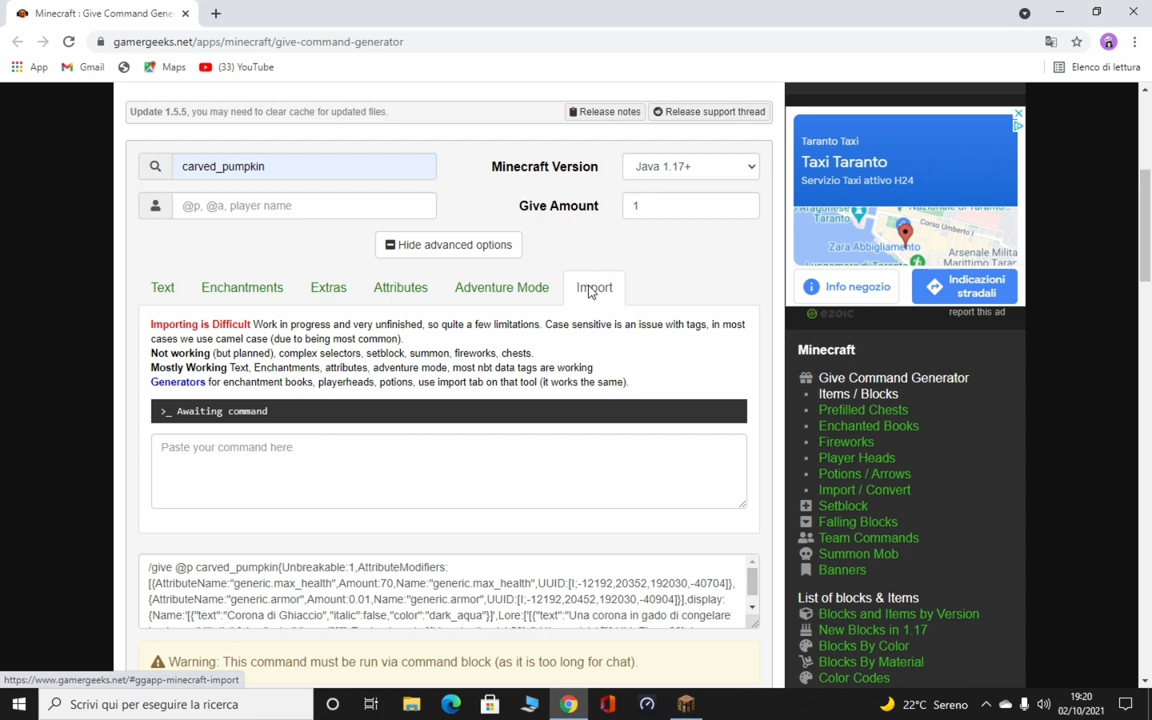 Minecraft : Give Command Gene
gamergeeks.net/apps/minecraft/give-command-generator
App
Gmail
Maps
(33) YouTube
Elenco di lettura
Update 1.5.5, you may need to clear cache for updated files.
Release notes
Release support thread
carved_pumpkin
Minecraft Version
Java 1.17+
@p, @a, player name
Give Amount
1
Hide advanced options
Text
Enchantments
Extras
Attributes
Adventure Mode
Import
Importing is Difficult Work in progress and very unfinished, so quite a few limitations. Case sensitive is an issue with tags, in most
cases we use camel case (due to being most common).
Not working (but planned), complex selectors, setblock, summon, fireworks, chests.
Mostly Working Text, Enchantments, attributes, adventure mode, most nbt data tags are working
Generators for enchantment books, playerheads, potions, use import tab on that tool (it works the same).
>_ Awaiting command
Paste your command here
/give @p carved_pumpkin{Unbreakable:1,AttributeModifiers:
[{AttributeName:"generic.max_health",Amount:70,Name:"generic.max_health",UUID:[I;-12192,20352,192030,-40704]},
{AttributeName:"generic.armor",Amount:0.01,Name:"generic.armor",UUID:[I;-12191,20452,192030,-40904]}],display:
{Name:'[{"text":"Corona di Ghiaccio","italic":false,"color":"dark_aqua"}]',Lore:['[{"text":"Una corona in gado di congelare
Warning: This command must be run via command block (as it is too long for chat).
https://www.gamergeeks.net/#ggapp-minecraft-import
Taranto Taxi
Taxi Taranto
Servizio Taxi attivo H24
Corso Umberto I
Zara Abbigliamento
Arsenale Militare
Marittimo Tarar
Info negozio
Indicazioni
stradali
ezoic
report this ad
Minecraft
Give Command Generator
Items / Blocks
Prefilled Chests
Enchanted Books
Fireworks
Player Heads
Potions / Arrows
Import / Convert
Setblock
Falling Blocks
Team Commands
Summon Mob
Banners
List of blocks & Items
Blocks and Items by Version
New Blocks in 1.17
Blocks By Color
Blocks By Material
Color Codes
Scrivi qui per eseguire la ricerca
22°C Sereno
19:20
02/10/2021